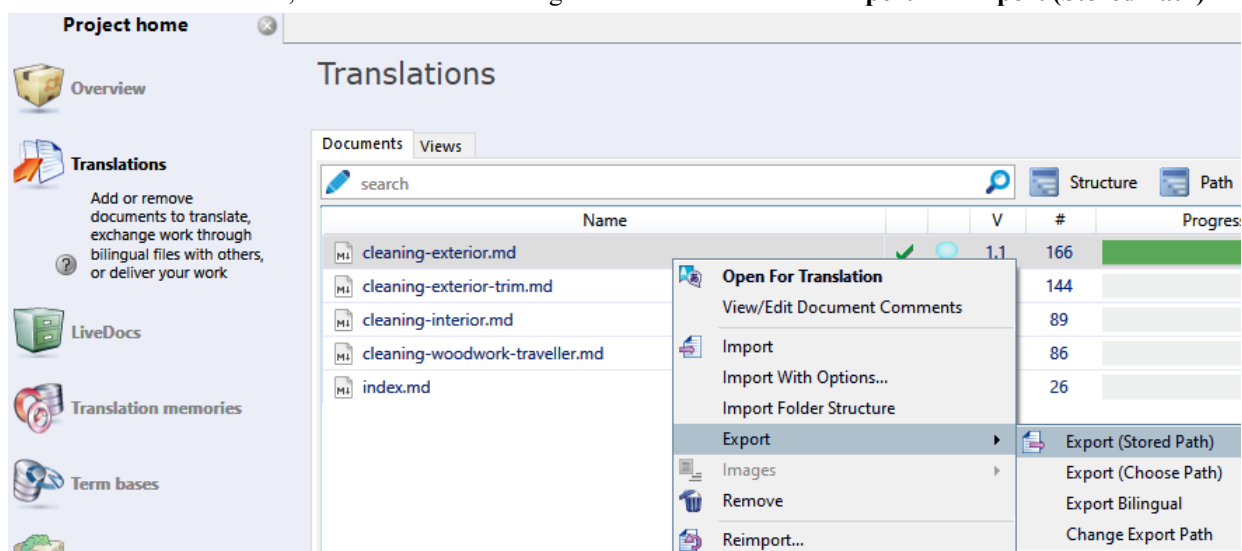 Project home
Overview
Translations
Add or remove
documents to translate,
exchange work through
bilingual files with others,
or deliver your work
LiveDocs
Translation memories
Term bases
Translations
Documents Views
search Structure Path
Name V # Progres
cleaning-exterior.md 1.1 166
cleaning-exterior-trim.md 144
cleaning-interior.md 89
cleaning-woodwork-traveller.md 86
index.md 26
Open For Translation
View/Edit Document Comments
Import
Import With Options...
Import Folder Structure
Export
Images
Remove
Reimport...
Export (Stored Path)
Export (Choose Path)
Export Bilingual
Change Export Path